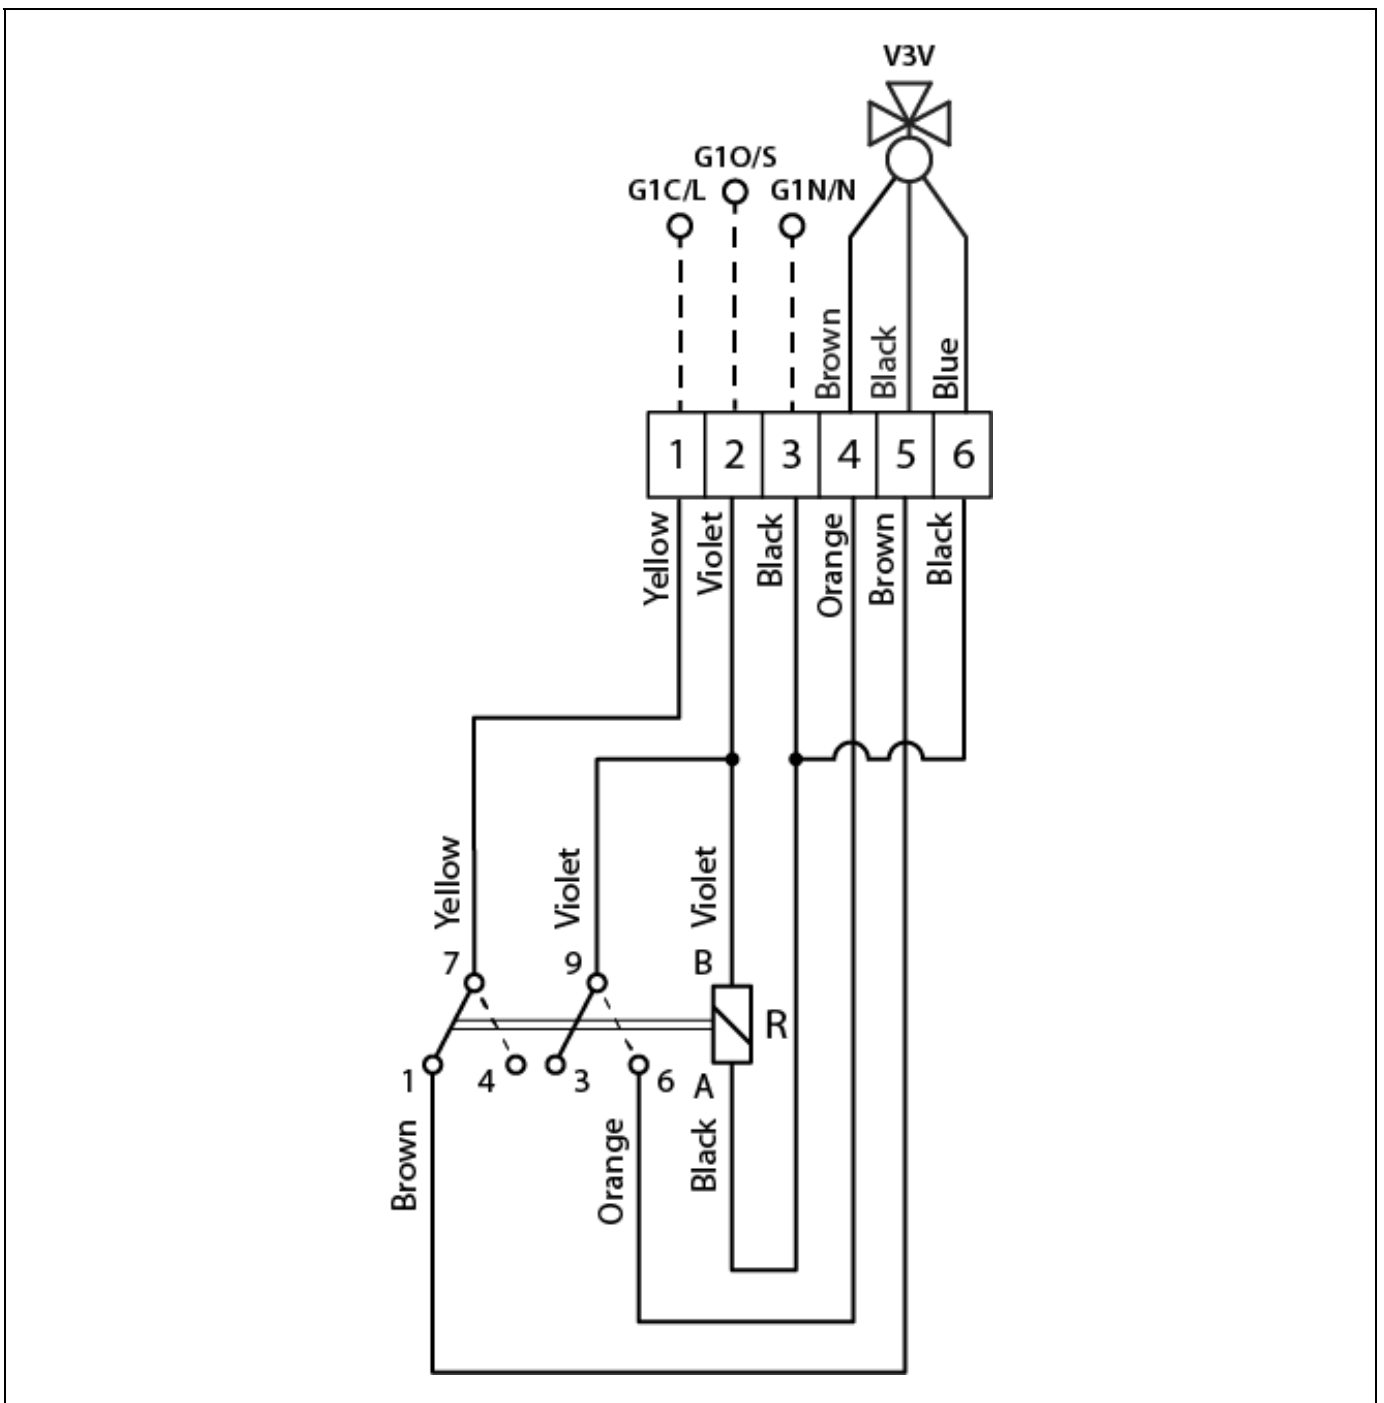 V3V
G1O/S
G1C/L
G1N/N
Brown
Black
Blue
1
2
3
4
5
6
Yellow
Violet
Black
Orange
Brown
Black
Yellow
Violet
Violet
7
9
B
R
1
4
3
6
A
Brown
Orange
Black